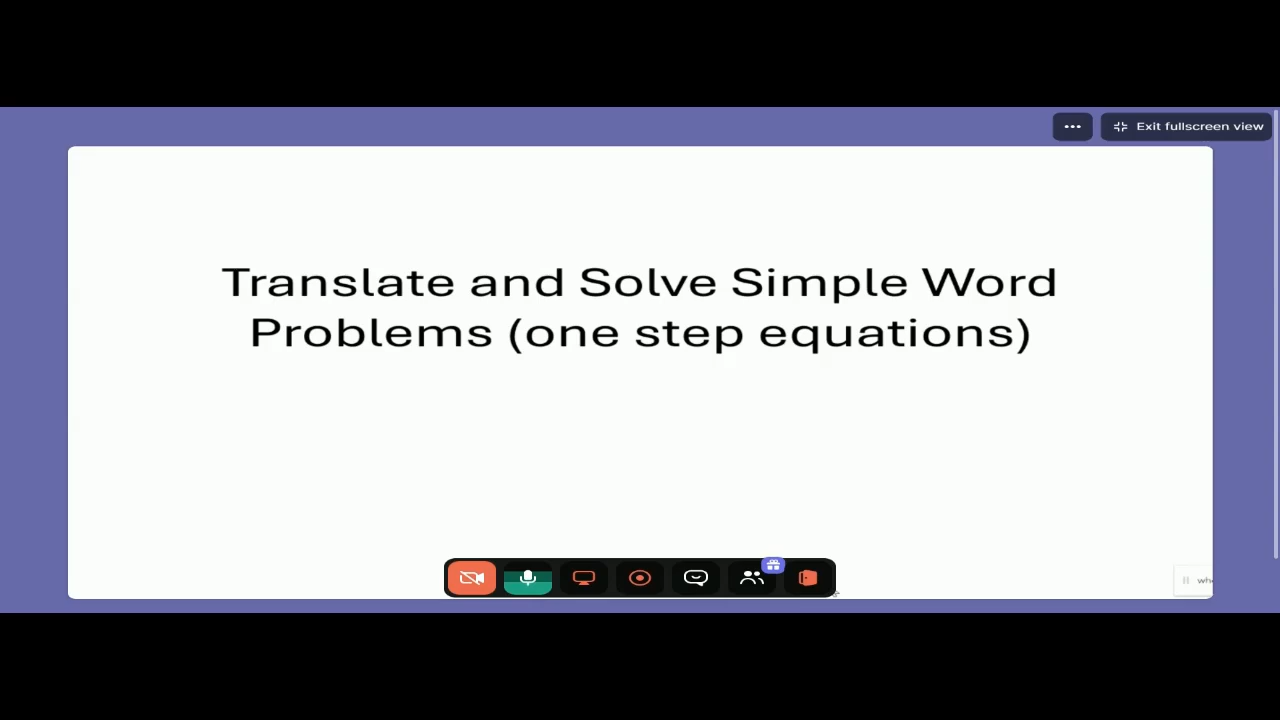 Exit fullscreen view
Translate and Solve Simple Word
Problems (one step equations)